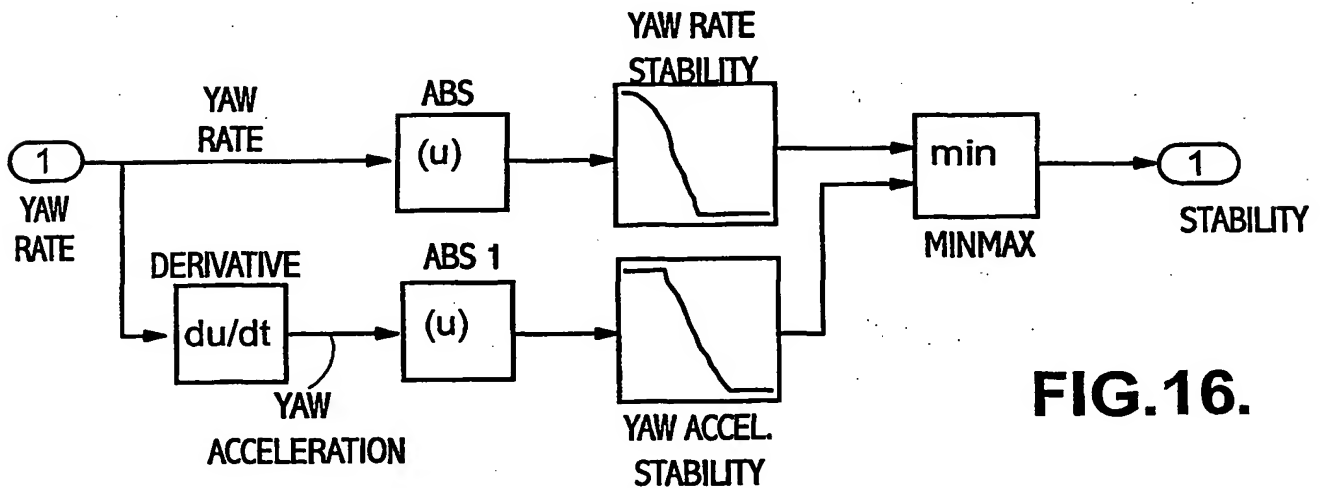 YAW RATE
STABILITY
ABS
YAW
RATE
1
(u)
min
1
YAW
RATE
STABILITY
MINMAX
DERIVATIVE
ABS 1
du/dt
(u)
YAW
ACCELERATION
YAW ACCEL.
STABILITY
FIG.16.